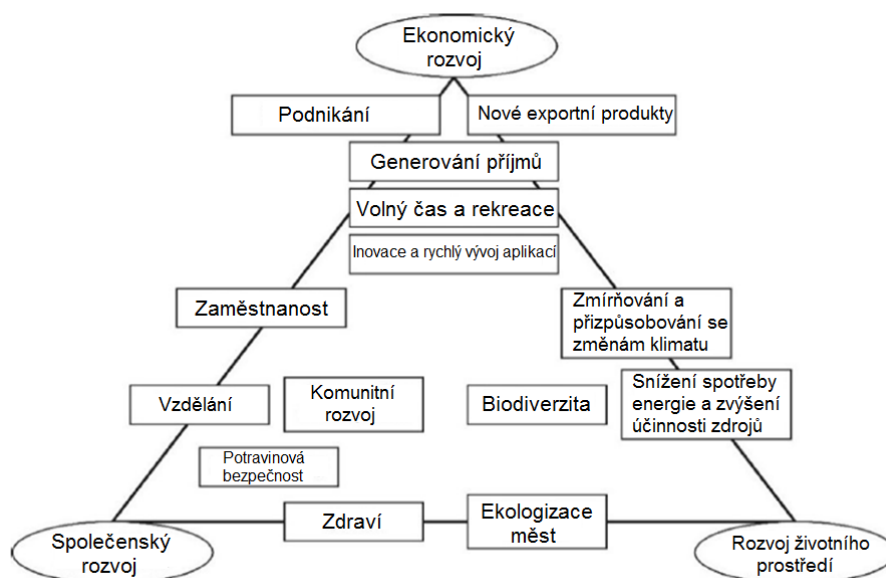 Ekonomický
rozvoj
Podnikání
Nové exportní produkty
Generování příjmů
Volný čas a rekreace
Inovace a rychlý vývoj aplikací
Zaměstnanost
Zmírňování a
přizpůsobování se
změnám klimatu
Vzdělání
Komunitní
rozvoj
Biodiverzita
Snížení spotřeby
energie a zvýšení
účinnosti zdrojů
Potravinová
bezpečnost
Zdraví
Ekologizace
měst
Společenský
rozvoj
Rozvoj životního
prostředí